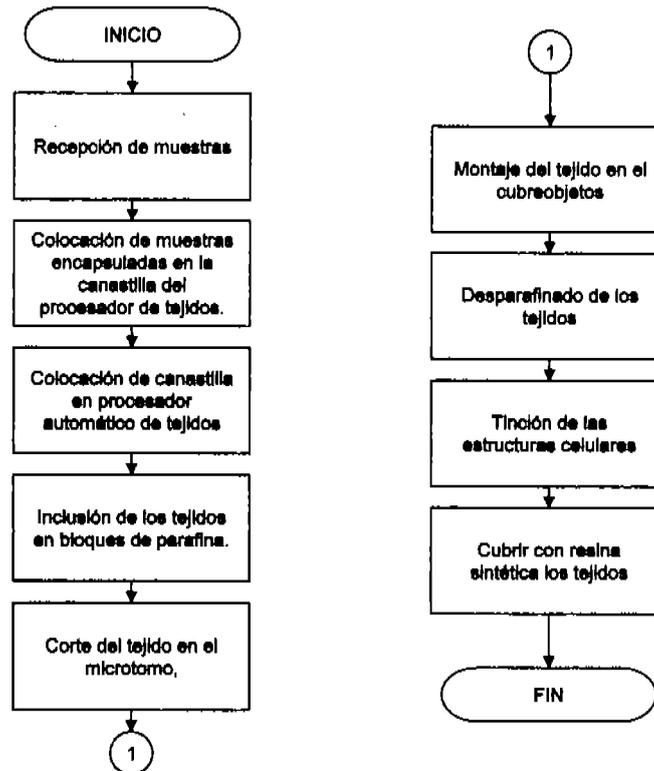 INICIO
Recepción de muestras
Colocación de muestras
encapsuladas en la
canastilla del
procesador de tejidos.
Colocación de canastilla
en procesador
automático de tejidos
Inclusión de los tejidos
en bloques de parafina.
Corte del tejido en el
microtomo,
1
1
Montaje del tejido en el
cubreobjetos
Desparafinado de los
tejidos
Tinción de las
estructuras celulares
Cubrir con resina
sintética los tejidos
FIN